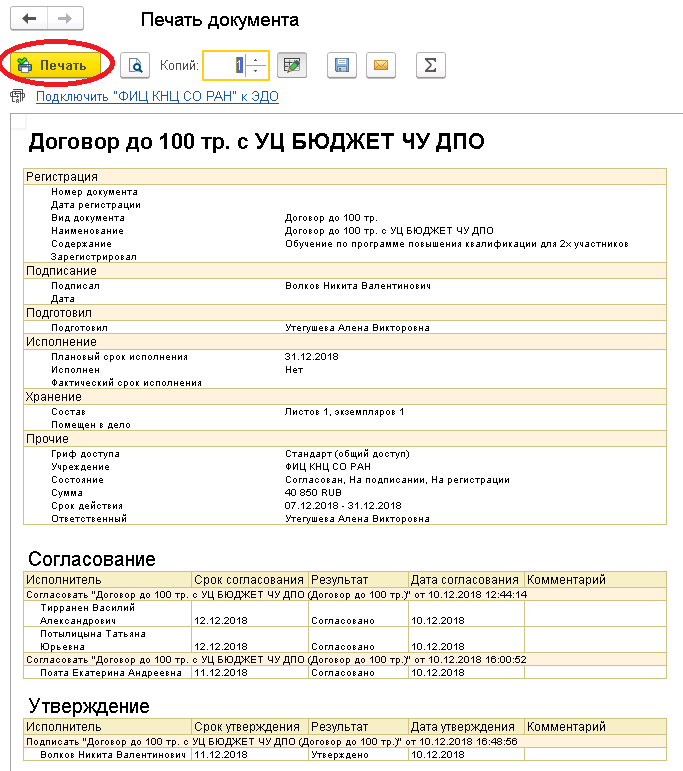 Печать документа
Печать
Копий: 1
Подключить "ФИЦ КНЦ СО РАН" к ЭДО
Договор до 100 тр. с УЦ БЮДЖЕТ ЧУ ДПО
Регистрация
Номер документа
Дата регистрации
Вид документа Договор до 100 тр.
Наименование Договор до 100 тр. с УЦ БЮДЖЕТ ЧУ ДПО
Содержание Обучение по программе повышения квалификации для 2х участников
Зарегистрировал
Подписание
Подписал Волков Никита Валентинович
Дата
Подготовил
Подготовил Утегушева Алена Викторовна
Исполнение
Плановый срок исполнения 31.12.2018
Исполнен Нет
Фактический срок исполнения
Хранение
Состав Листов 1, экземпляров 1
Помещен в дело
Прочие
Гриф доступа Стандарт (общий доступ)
Учреждение ФИЦ КНЦ СО РАН
Состояние Согласован, На подписании, На регистрации
Сумма 40 850 RUB
Срок действия 07.12.2018 - 31.12.2018
Ответственный Утегушева Алена Викторовна
Согласование
Исполнитель Срок согласования Результат Дата согласования Комментарий
Согласовать "Договор до 100 тр. с УЦ БЮДЖЕТ ЧУ ДПО (Договор до 100 тр.)" от 10.12.2018 12:44:14
Тирранен Василий
Александрович 12.12.2018 Согласовано 10.12.2018
Потылицына Татьяна
Юрьевна 12.12.2018 Согласовано 10.12.2018
Согласовать "Договор до 100 тр. с УЦ БЮДЖЕТ ЧУ ДПО (Договор до 100 тр.)" от 10.12.2018 16:00:52
Поята Екатерина Андреевна 11.12.2018 Согласовано 10.12.2018
Утверждение
Исполнитель Срок утверждения Результат Дата утверждения Комментарий
Подписать "Договор до 100 тр. с УЦ БЮДЖЕТ ЧУ ДПО (Договор до 100 тр.)" от 10.12.2018 16:48:56
Волков Никита Валентинович 11.12.2018 Утверждено 10.12.2018